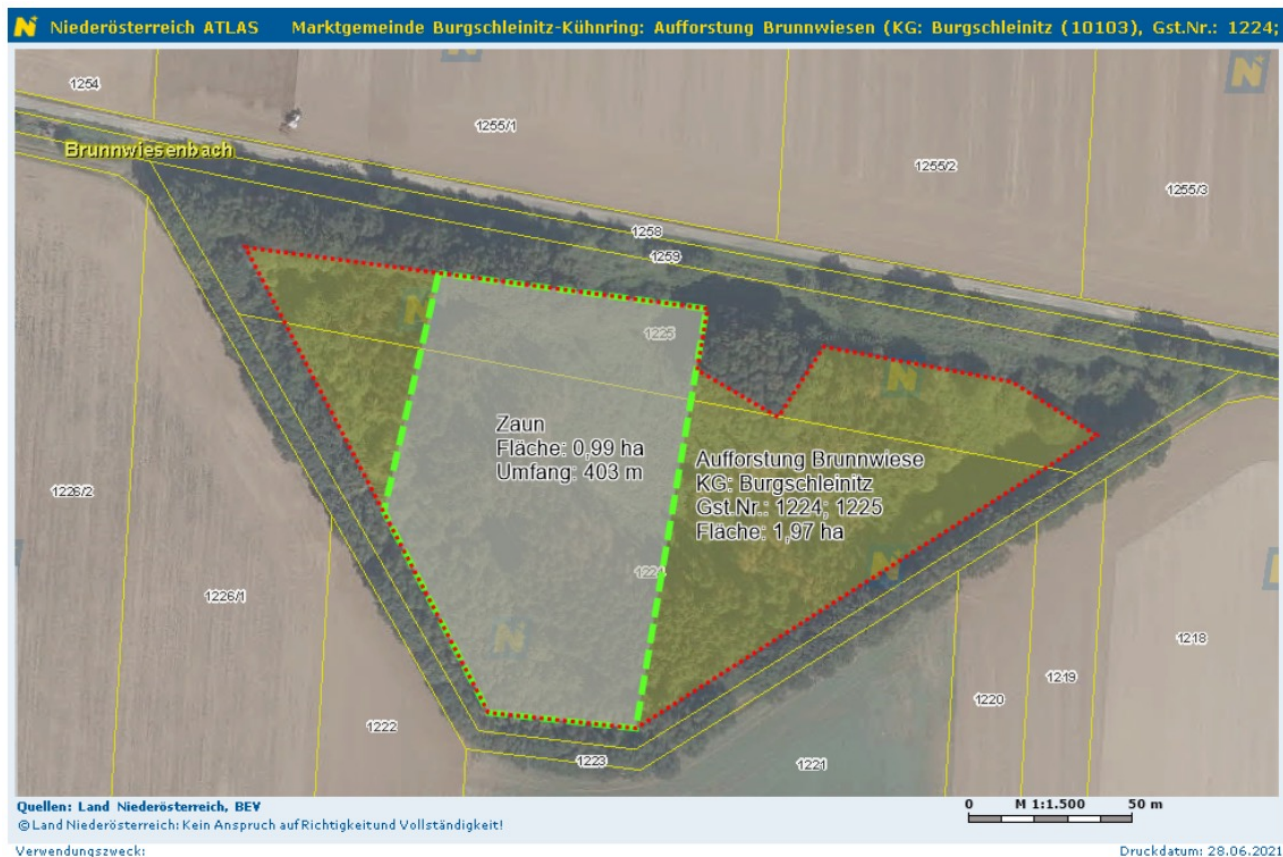 Niederösterreich ATLAS Marktgemeinde Burgschleinitz-Kühnring: Aufforstung Brunnwiesen (KG: Burgschleinitz (10103), Gst.Nr.: 1224;
1254
1255/1
Brunnwiesenbach
1255/2
1255/3
1258
1259
1225
Zaun
Fläche: 0,99 ha
Umfang: 403 m
Aufforstung Brunnwiese
KG: Burgschleinitz
Gst.Nr.: 1224; 1225
Fläche: 1,97 ha
1226/2
1224
1226/1
1218
1219
1220
1222
1223
1221
Quellen: Land Niederösterreich, BEV
©Land Niederösterreich: Kein Anspruch auf Richtigkeit und Vollständigkeit!
0 M 1:1.500 50 m
Verwendungszweck:
Druckdatum: 28.06.2021